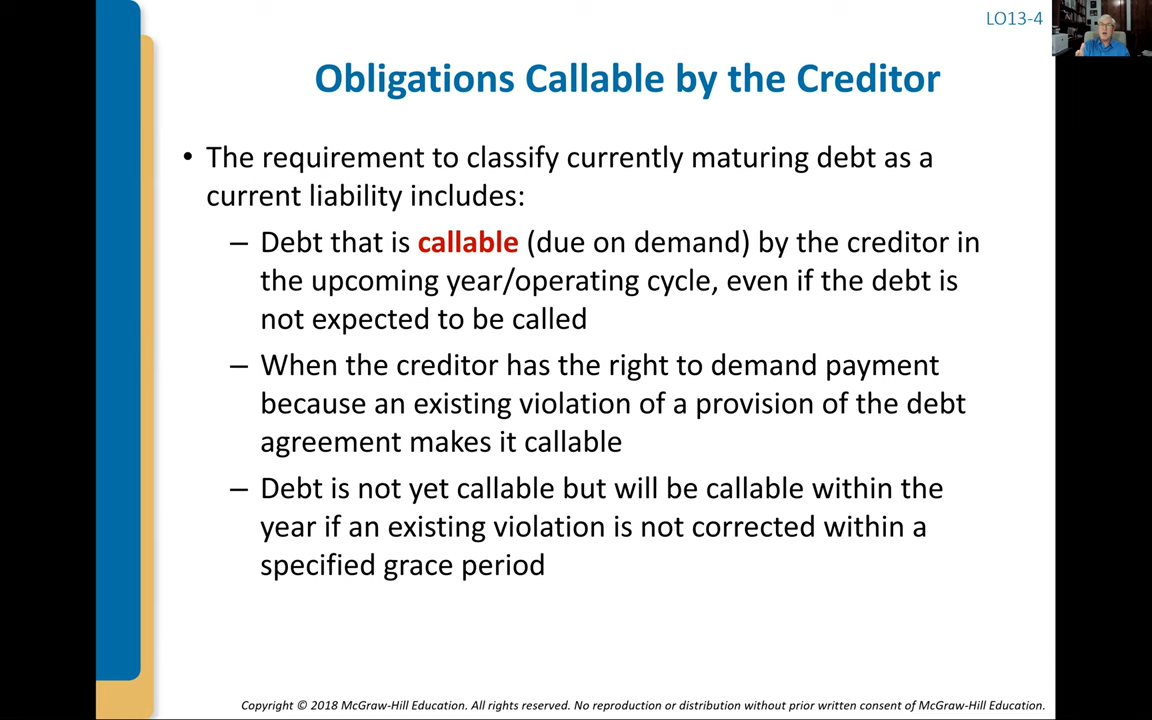 LO13-4
Obligations Callable by the Creditor
• The requirement to classify currently maturing debt as a
current liability includes:
– Debt that is callable (due on demand) by the creditor in
the upcoming year/operating cycle, even if the debt is
not expected to be called
– When the creditor has the right to demand payment
because an existing violation of a provision of the debt
agreement makes it callable
– Debt is not yet callable but will be callable within the
year if an existing violation is not corrected within a
specified grace period
Copyright © 2018 McGraw-Hill Education. All rights reserved. No reproduction or distribution without prior written consent of McGraw-Hill Education.